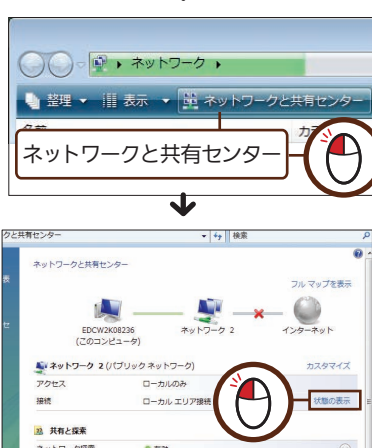 ネットワーク
整理 表示 ネットワークと共有センター
ネットワークと共有センター
クと共有センター 検索
ネットワークと共有センター
フル マップを表示
EDCW2K08236 ネットワーク 2 インターネット
(このコンピュータ)
ネットワーク 2 (パブリック ネットワーク) カスタマイズ
アクセス ローカルのみ
接続 ローカル エリア接続 状態の表示
共有と探索